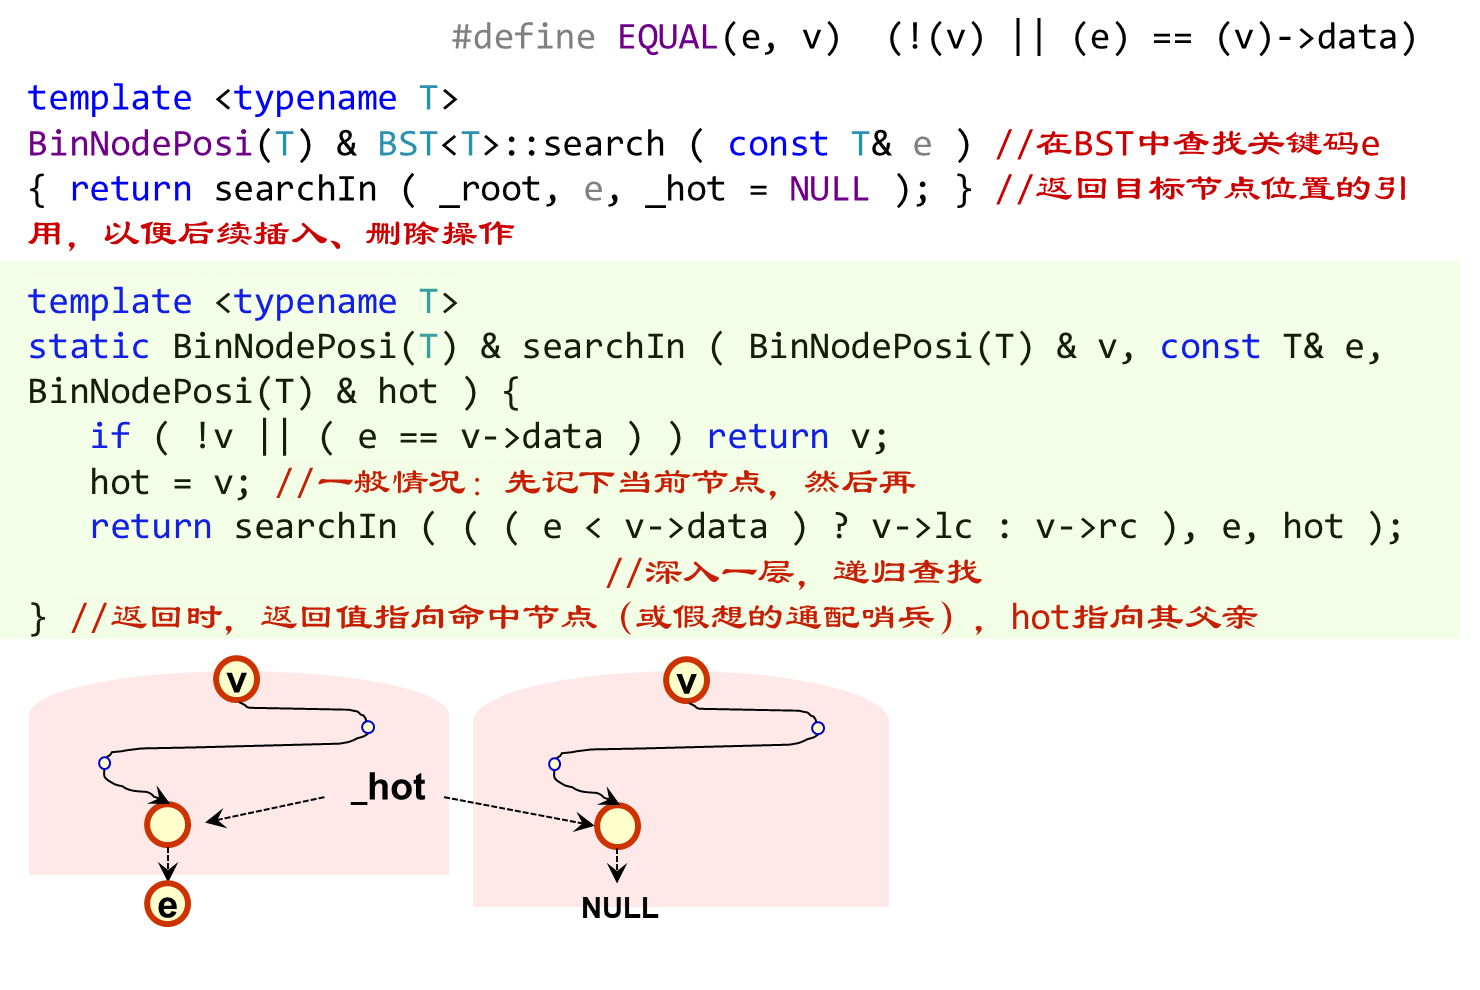 #define EQUAL(e, v)  (!(v) || (e) == (v)->data)
template <typename T>
BinNodePosi(T) & BST<T>::search ( const T& e ) //在BST中查找关键码e
{ return searchIn ( _root, e, _hot = NULL ); } //返回目标节点位置的引
用，以便后续插入、删除操作
template <typename T>
static BinNodePosi(T) & searchIn ( BinNodePosi(T) & v, const T& e,
BinNodePosi(T) & hot ) {
   if ( !v || ( e == v->data ) ) return v;
   hot = v; //一般情况：先记下当前节点，然后再
   return searchIn ( ( ( e < v->data ) ? v->lc : v->rc ), e, hot );
//深入一层，递归查找
} //返回时，返回值指向命中节点（或假想的通配哨兵），hot指向其父亲
v
v
_hot
e
NULL